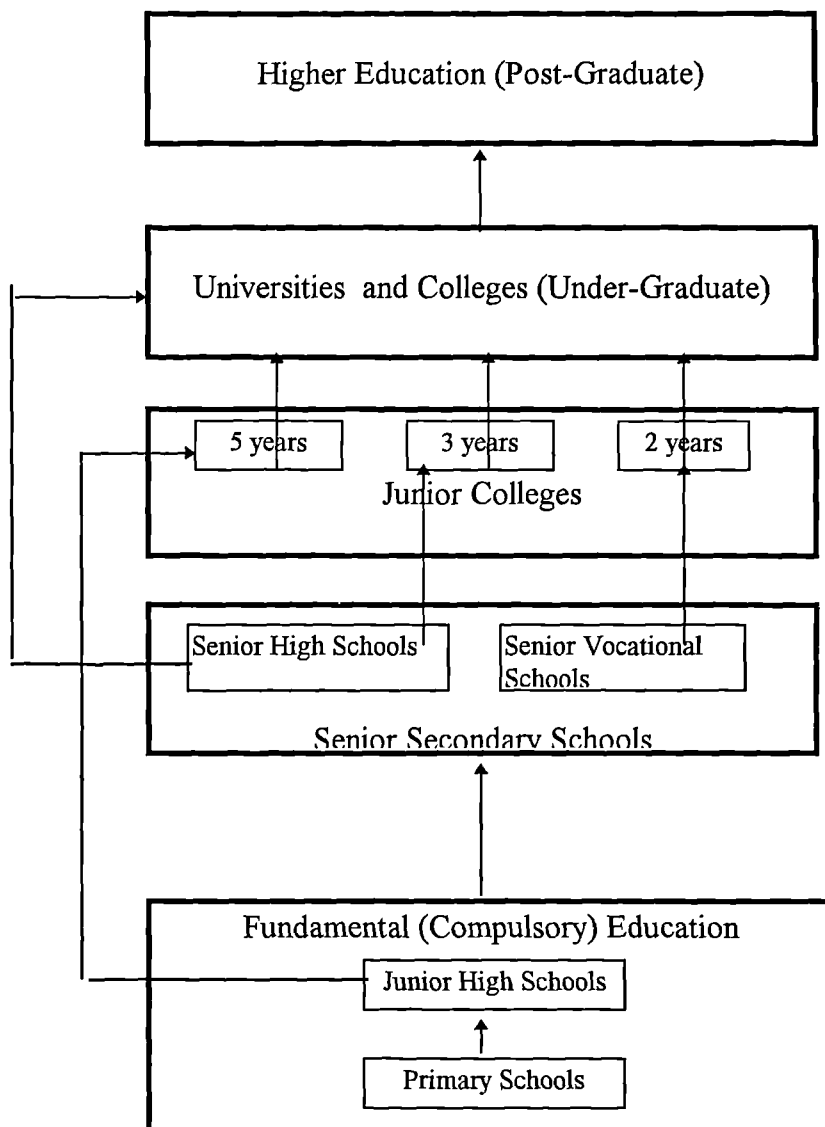 Higher Education (Post-Graduate)
Universities and Colleges (Under-Graduate)
5 years
3 years
2 years
Junior Colleges
Senior High Schools
Senior Vocational
Schools
Senior Secondary Schools
Fundamental (Compulsory) Education
Junior High Schools
Primary Schools